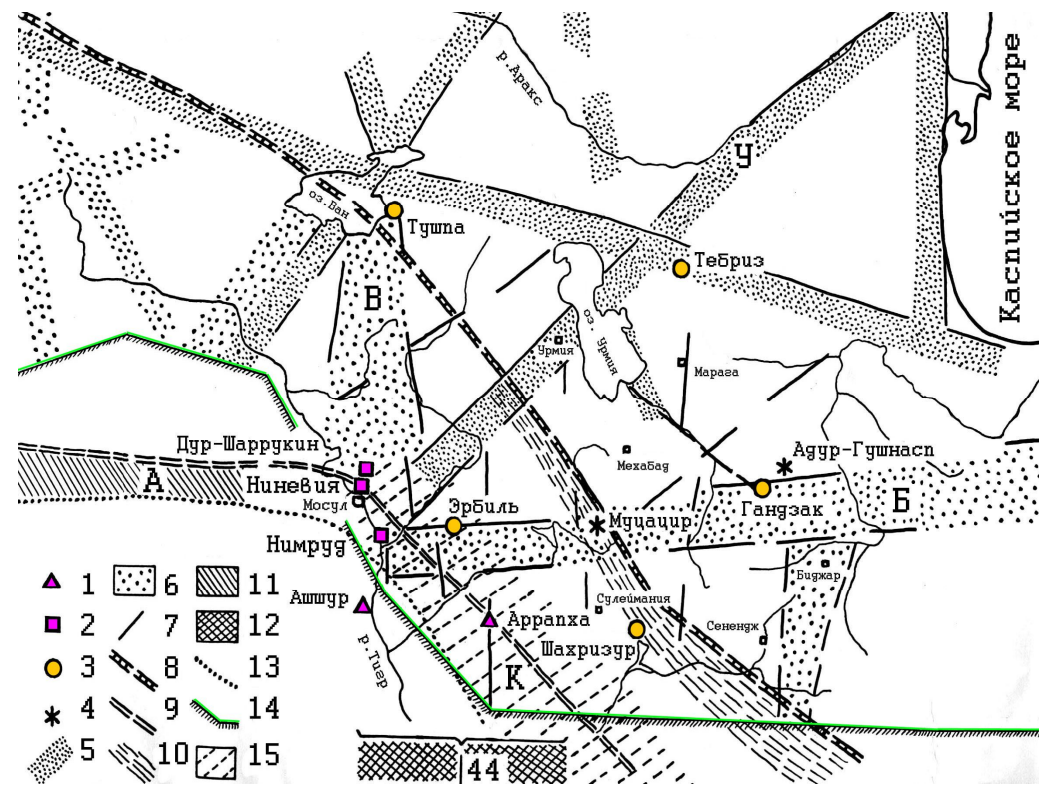 р.Аракс
Каспийское море
У
оз.Ван
Тушпа
Тебриз
В
оз. Урмия
Урмия
Марага
Дур-Шаррукин
Адур-Гушнасп
А
Ниневия
Мехабад
Мосул
Эрбиль
Муцацир
Гандзак
Б
Нимруд
Биджар
1 6 11
Ашшур
Сулеймания
2 7 12
Аррапха
Сенендж
Шахризур
3 8 13
р.Тигр
К
4 9 14
5 10 15
44